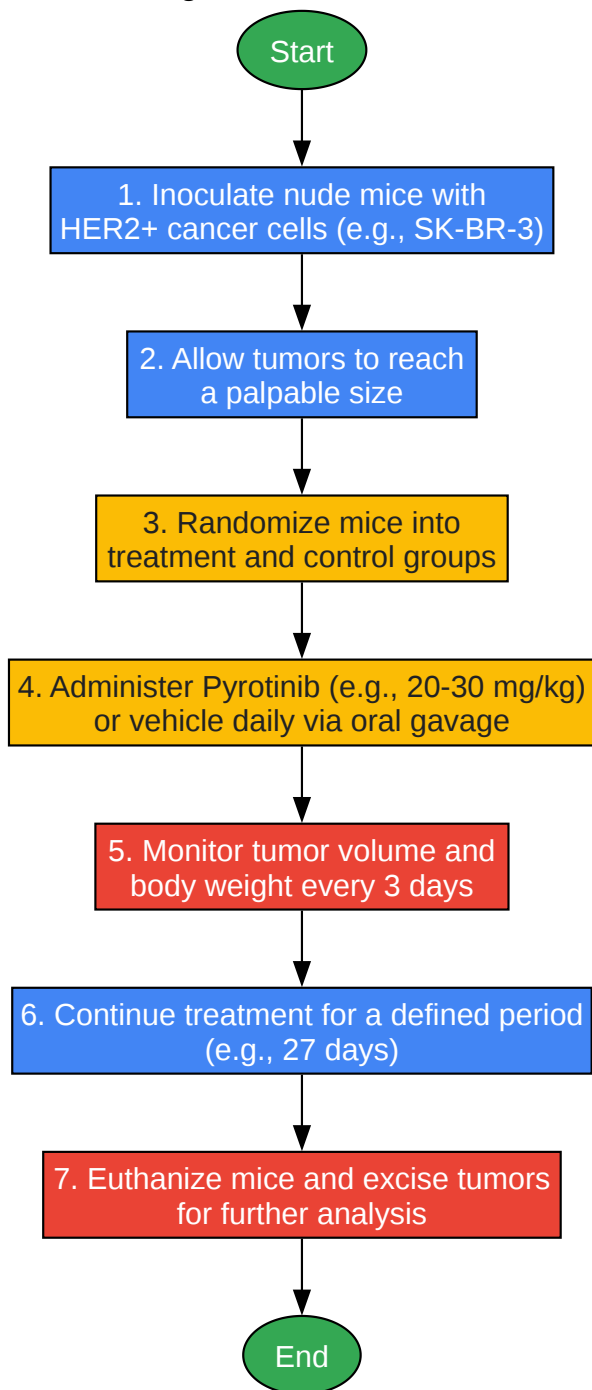 Start
1. Inoculate nude mice with
HER2+ cancer cells (e.g., SK-BR-3)
2. Allow tumors to reach
a palpable size
3. Randomize mice into
treatment and control groups
4. Administer Pyrotinib (e.g., 20-30 mg/kg)
or vehicle daily via oral gavage
5. Monitor tumor volume and
body weight every 3 days
6. Continue treatment for a defined period
(e.g., 27 days)
7. Euthanize mice and excise tumors
for further analysis
End